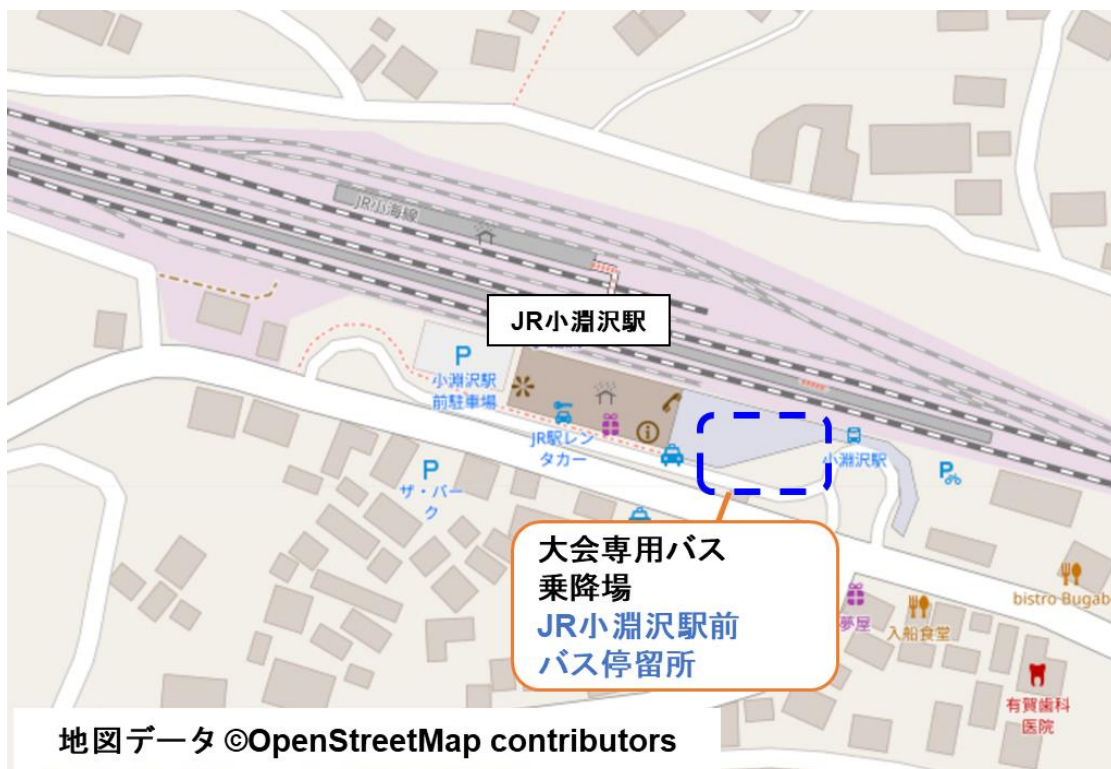 JR小海線
JR小淵沢駅
P
小淵沢駅
前駐車場
JR駅レン
タカー
小淵沢駅
P
P
ザ・パー
ク
大会専用バス
乗降場
JR小淵沢駅前
バス停留所
夢屋
入船食堂
bistro Bugab
有賀歯科
医院
地図データ ©OpenStreetMap contributors